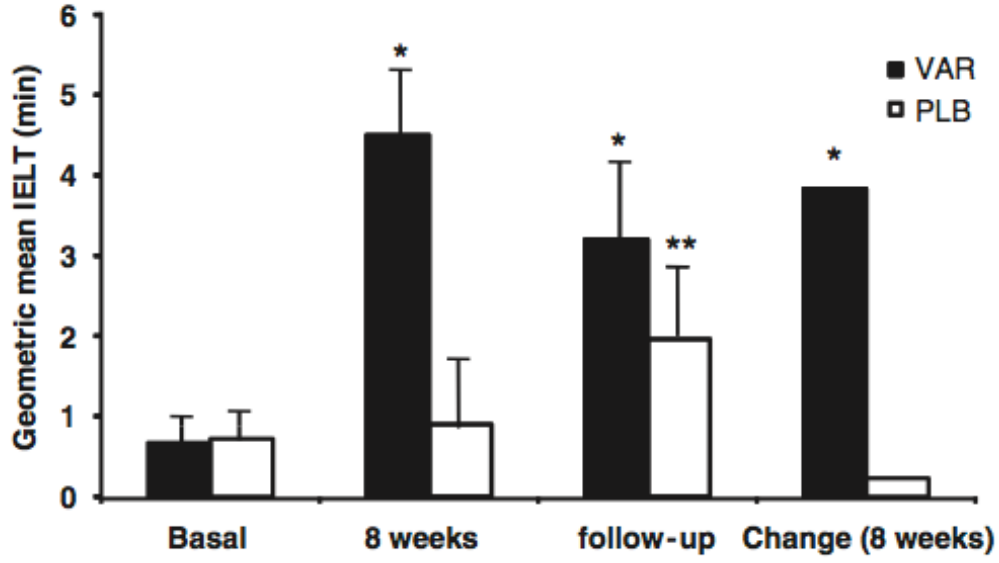 Geometric mean IELT (min)
6
5
4
3
2
1
0
*
*
**
*
VAR
PLB
Basal
8 weeks
follow-up
Change (8 weeks)